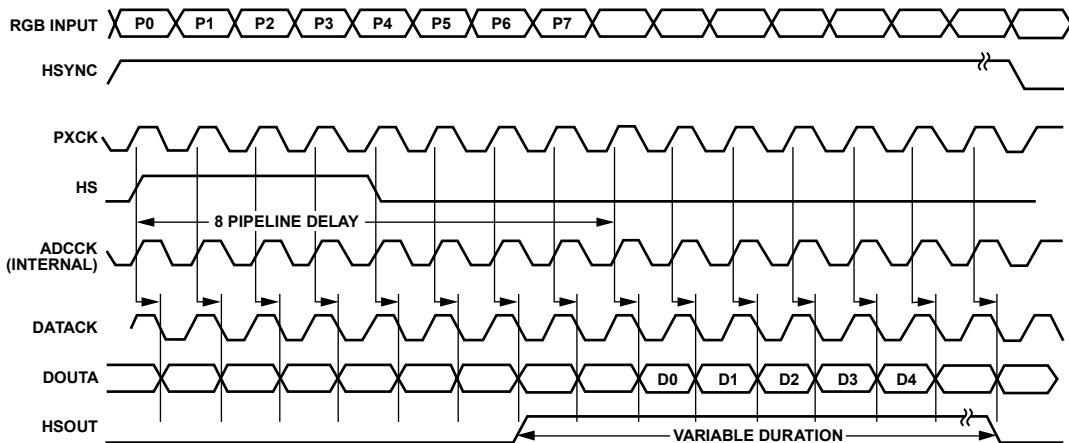 RGB INPUT P0 P1 P2 P3 P4 P5 P6 P7
HSYNC
PXCK
HS
8 PIPELINE DELAY
ADCCK
(INTERNAL)
DATACK
DOUTA D0 D1 D2 D3 D4
HSOUT VARIABLE DURATION